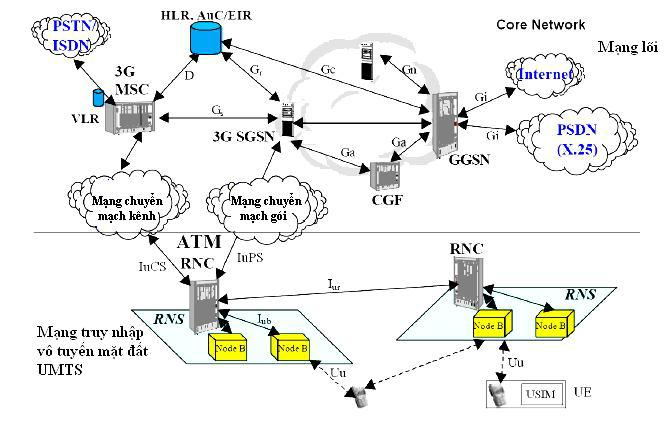 HLR, AuC/EIR
Core Network
PSTN/
ISDN
Mạng lõi
3G
MSC
D
Gr
Gc
Gn
Internet
Gi
VLR
Gs
3G SGSN
GGSN
Gi
PSDN
(X.25)
Ga
Ga
CGF
Mạng chuyển
mạch kênh
Mạng chuyển
mạch gói
ATM
IuCS
RNC
IuPS
RNC
Iur
RNS
RNS
Iub
Node B
Node B
Node B
Node B
Mạng truy nhập
vô tuyến mặt đất
UMTS
Uu
Uu
USIM
UE